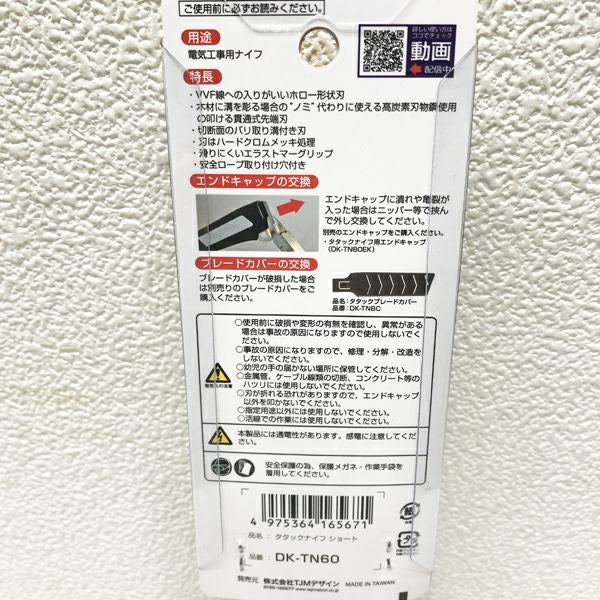 ご使用前に必ずお読みください。
用途
電気工事用ナイフ
詳しい使い方は
ココでチェック
動画
配信中
特長
・VVF線への入りがいいホロー形状刃
・木材に溝を彫る場合の"ノミ"代わりに使える高炭素刃物鋼使用
の叩ける貫通式先端刃
・切断面のバリ取り溝付き刃
・刃はハードクロムメッキ処理
・滑りにくいエラストマーグリップ
・安全ロープ取り付け穴付き
エンドキャップの交換
エンドキャップに潰れや亀裂が
入った場合はニッパー等で挟ん
で外し交換してください。
別売のエンドキャップをご購入ください。
・タタックナイフ用エンドキャップ
(DK-TN80EK)
ブレードカバーの交換
ブレードカバーが破損した場合
は別売りのブレードカバーをご
購入ください。
品名:タタックブレードカバー
品番:DK-TNBC
○使用前に破損や変形の有無を確認し、異常がある
場合は事故の原因になりますので使用しないでく
ださい。
○事故の原因になりますので、修理・分解・改造を
しないでください。
○幼児の手の届かない場所に保管してください。
○金属管、ケーブル線類の切断、コンクリート等の
ハツリには使用しないでください。
○刃が折れる恐れがありますので、エンドキャップ
以外を叩かないでください。
○指定用途以外には使用しないでください。
○活線での作業には使用しないでください。
使用上の注意
本製品には通電性があります。感電に注意してくだ
さい。
安全保護の為、保護メガネ・作業手袋を
着用してください。
4 975364 165671
品名: タタックナイフ ショート
品番: DK-TN60
発売元 株式会社TJMデザイン MADE IN TAIWAN